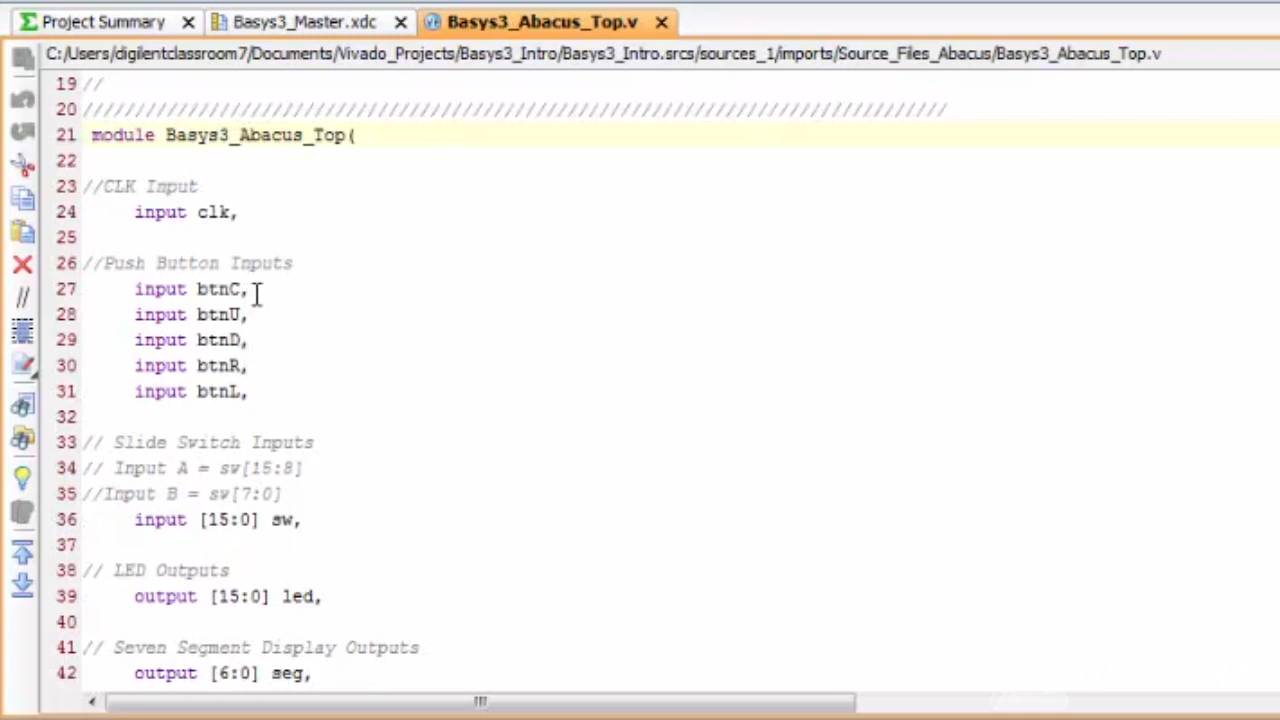 Project Summary Basys3_Master.xdc Basys3_Abacus_Top.v
C:/Users/digilentclassroom7/Documents/Vivado_Projects/Basys3_Intro/Basys3_Intro.srcs/sources_1/imports/Source_Files_Abacus/Basys3_Abacus_Top.v
19 //
20 //////////////////////////////////////////////////////////////////////////////////
21 module Basys3_Abacus_Top(
22
23 //CLK Input
24 input clk,
25
26 //Push Button Inputs
27 input btnC,
28 input btnU,
29 input btnD,
30 input btnR,
31 input btnL,
32
33 // Slide Switch Inputs
34 // Input A = sw[15:8]
35 //Input B = sw[7:0]
36 input [15:0] sw,
37
38 // LED Outputs
39 output [15:0] led,
40
41 // Seven Segment Display Outputs
42 output [6:0] seg,